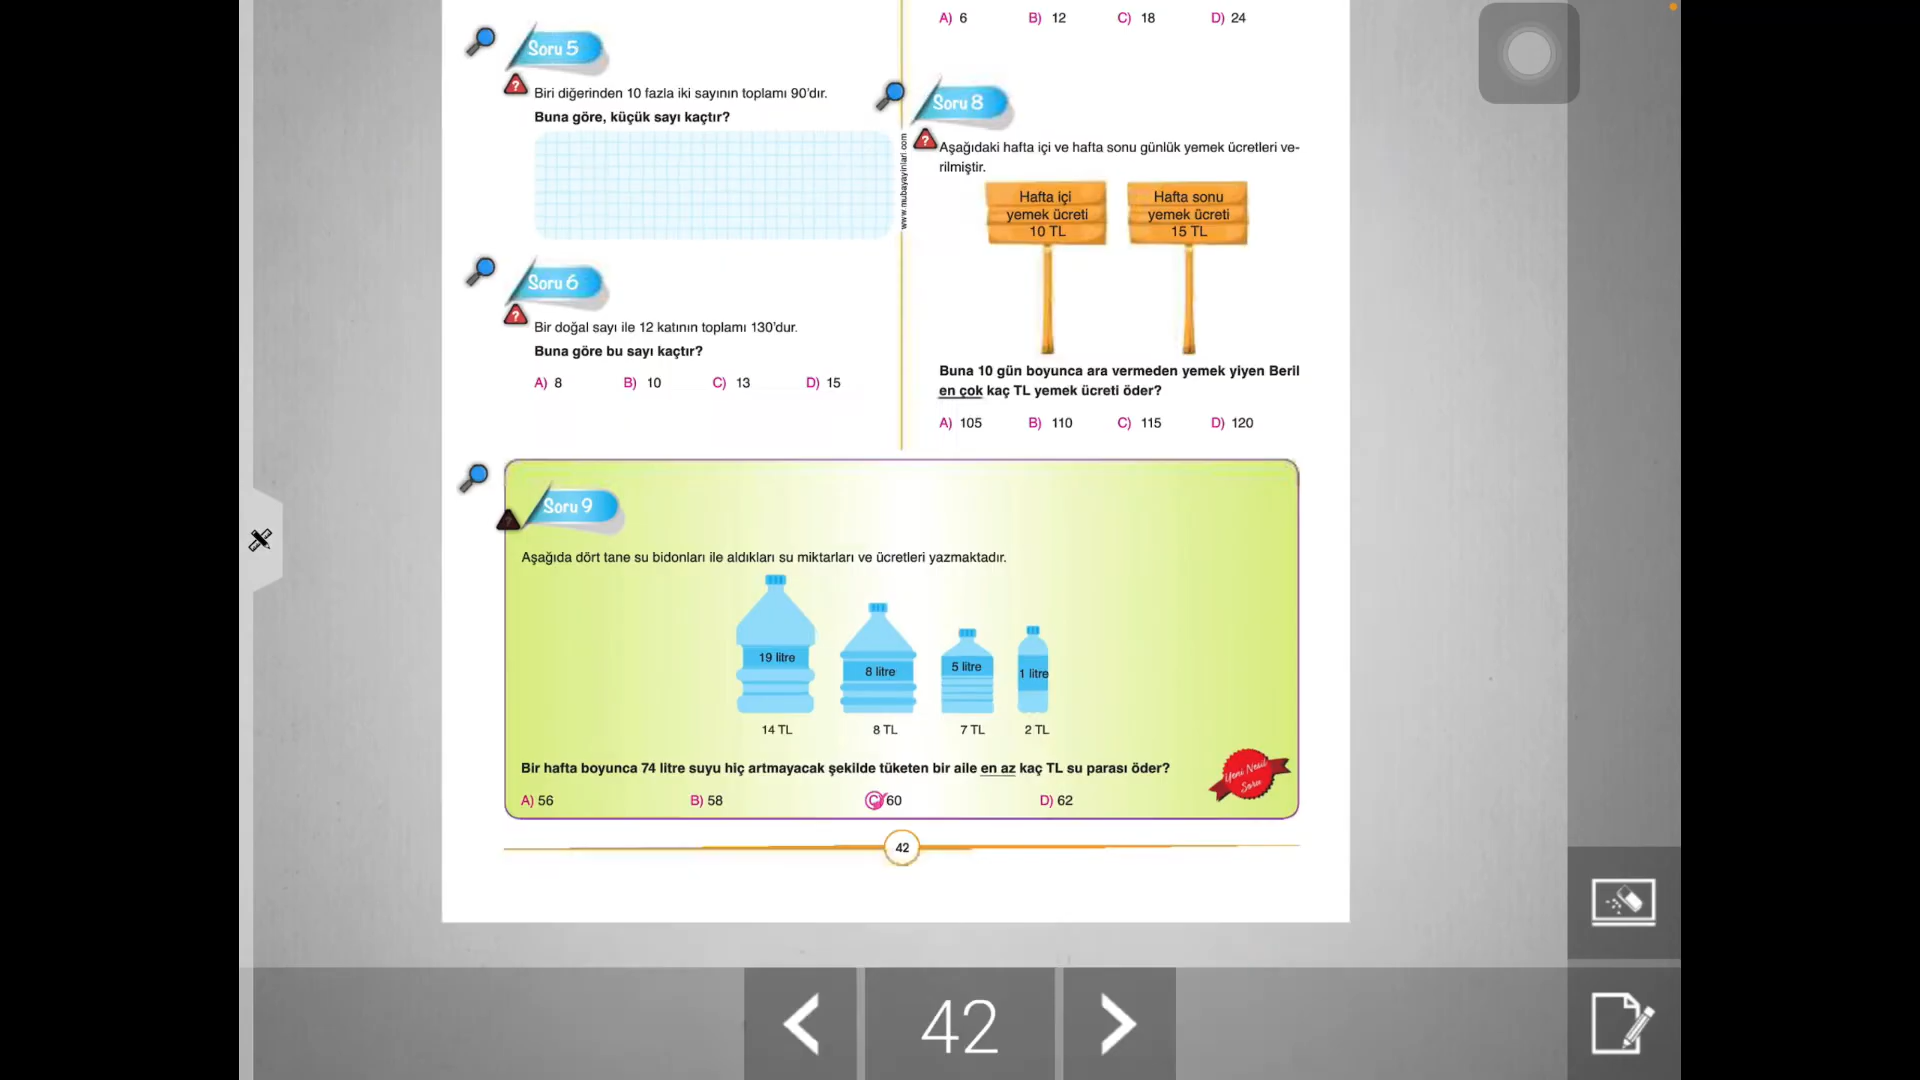 Soru 5
Biri diğerinden 10 fazla iki sayının toplamı 90'dır.
Buna göre, küçük sayı kaçtır?
Soru 6
Bir doğal sayı ile 12 katının toplamı 130'dur.
Buna göre bu sayı kaçtır?
A) 8 B) 10 C) 13 D) 15
www.mubayayinlari.com
A) 6 B) 12 C) 18 D) 24
Soru 8
Aşağıdaki hafta içi ve hafta sonu günlük yemek ücretleri ve-
rilmiştir.
Hafta içi
yemek ücreti
10 TL
Hafta sonu
yemek ücreti
15 TL
Buna 10 gün boyunca ara vermeden yemek yiyen Beril
en çok kaç TL yemek ücreti öder?
A) 105 B) 110 C) 115 D) 120
Soru 9
Aşağıda dört tane su bidonları ile aldıkları su miktarları ve ücretleri yazmaktadır.
19 litre 8 litre 5 litre 1 litre
14 TL 8 TL 7 TL 2 TL
Bir hafta boyunca 74 litre suyu hiç artmayacak şekilde tüketen bir aile en az kaç TL su parası öder?
Yeni Nesil
Soru
A) 56 B) 58 C) 60 D) 62
42
42